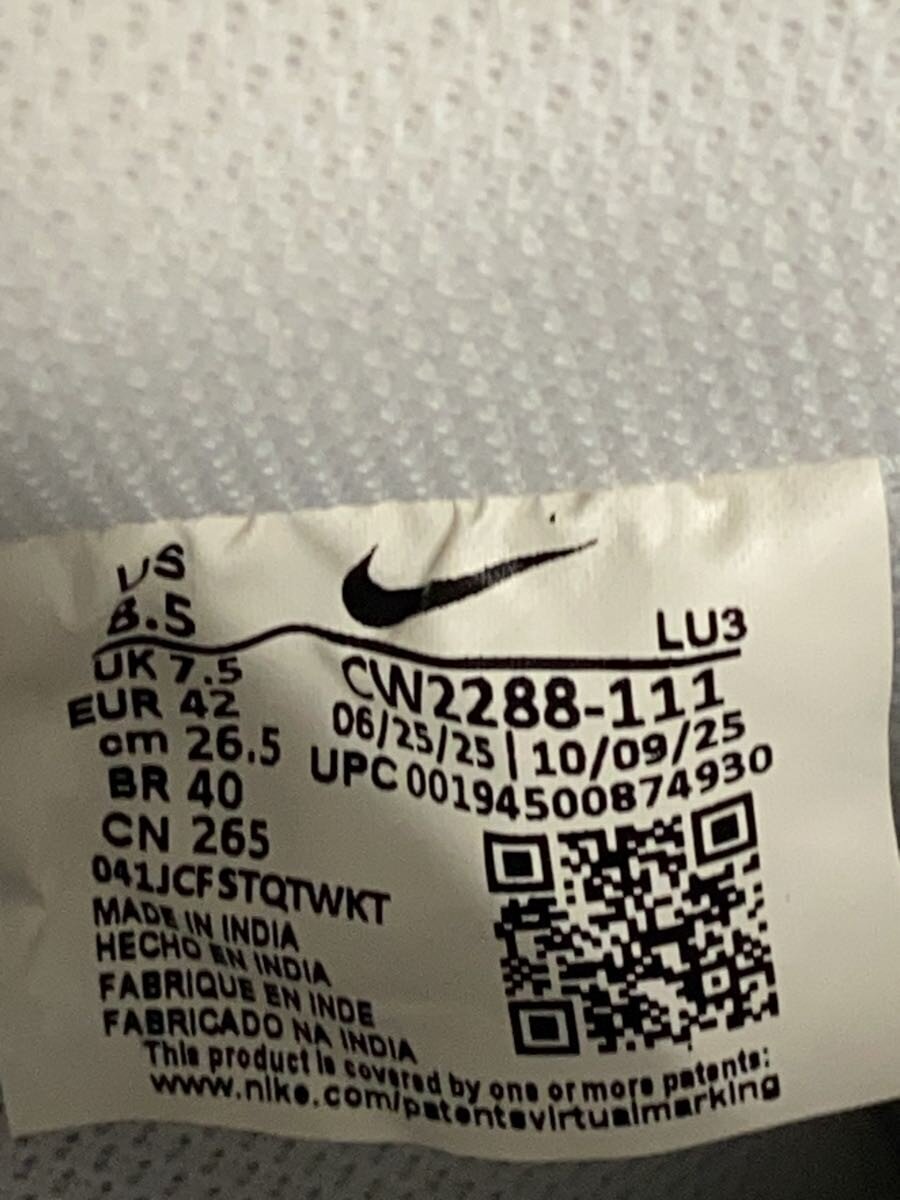 US
8.5
LU3
UK 7.5
EUR 42
cm 26.5
BR 40
CN 265
CW2288-111
06/25/25 | 10/09/25
UPC 00194500874930
041JCFSTQTWKT
MADE IN INDIA
HECHO EN INDIA
FABRIQUE EN INDE
FABRICADO NA INDIA
This product is covered by one or more patents:
www.nike.com/patentsvirtualmarking